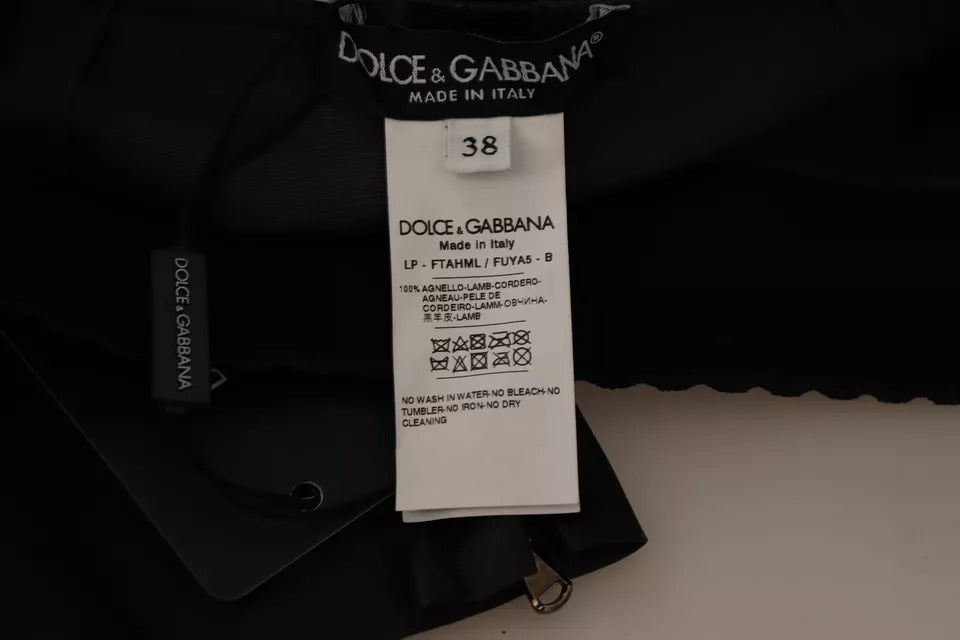 DOLCE & GABBANA®
MADE IN ITALY
38
DOLCE & GABBANA
Made in Italy
LP - FTAHML / FUYA5 - B
100% AGNELLO-LAMB-CORDERO-
AGNEAU-PELE DE
CORDEIRO-LAMM-ОВЧИНА-
羔羊皮-LAMB
NO WASH IN WATER-NO BLEACH-NO
TUMBLER-NO IRON-NO DRY
CLEANING
DOLCE & GABBANA